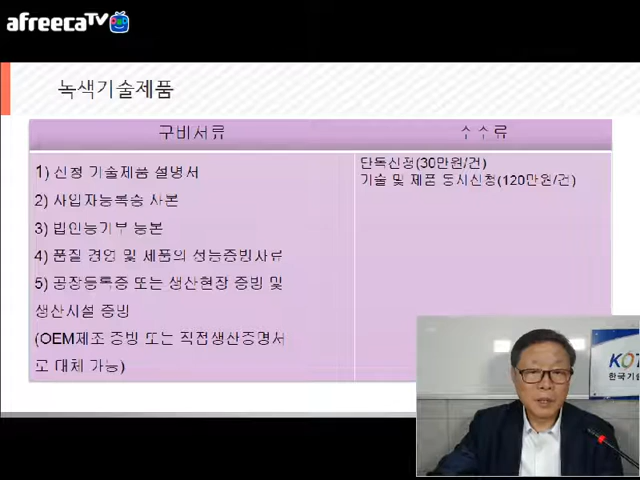 afreecaTV
녹색기술제품
구비서류
수수료
1) 신청 기술제품 설명서
단독신청(30만원/건)
기술 및 제품 동시신청(120만원/건)
2) 사업자등록증 사본
3) 법인등기부 등본
4) 품질 경영 및 제품의 성능증빙자료
5) 공장등록증 또는 생산현장 증빙 및
생산시설 증빙
(OEM제조 증빙 또는 직접생산증명서
로 대체 가능)
한국기술